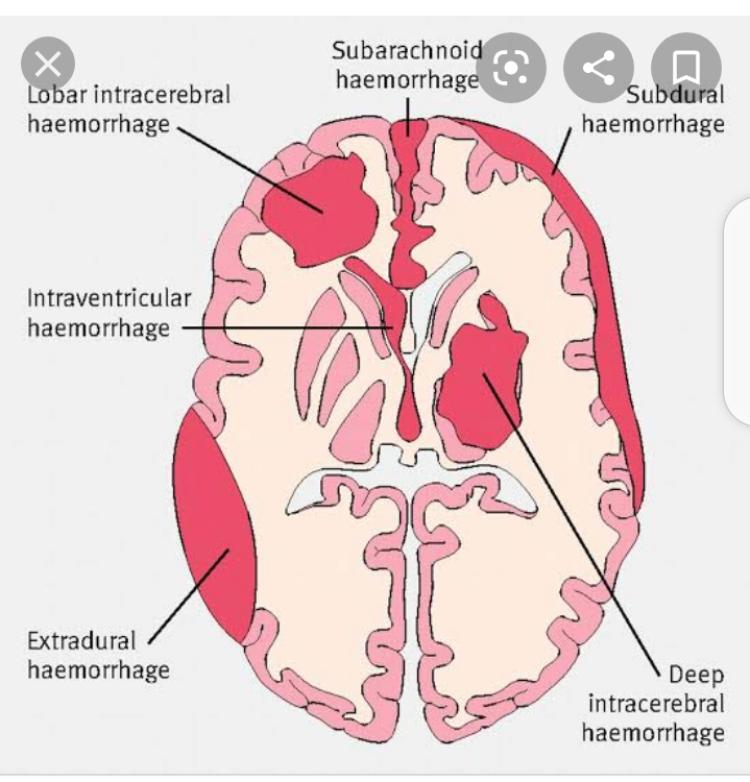 Subarachnoid
haemorrhage
Lobar intracerebral
haemorrhage
Subdural
haemorrhage
Intraventricular
haemorrhage
Extradural
haemorrhage
Deep
intracerebral
haemorrhage